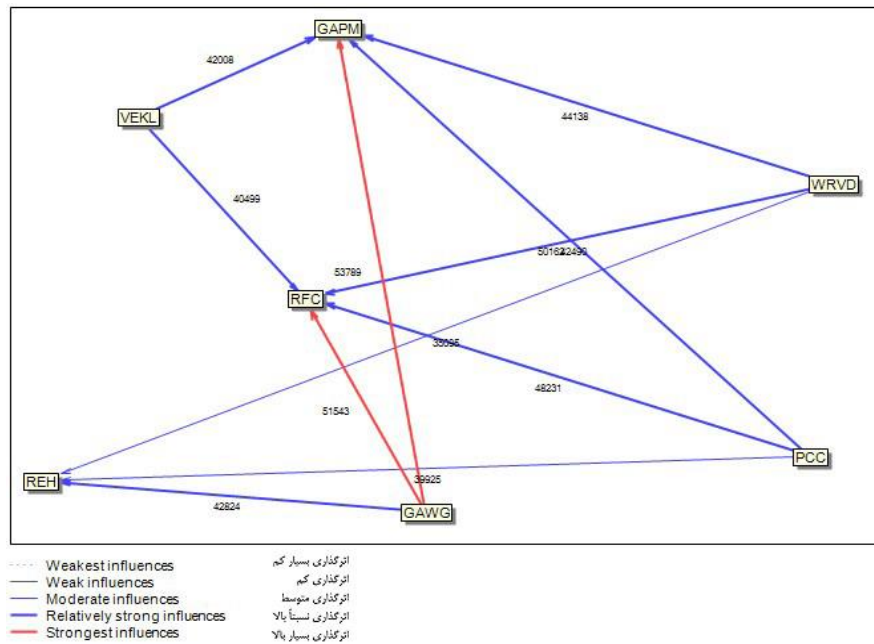 GAPM
42008
VEKL
44138
WRVD
40499
53789
RFC
35095
48231
51543
PCC
REH
39925
42824
GAWG
Weakest influences
اثرگذاری بسیار کم
Weak influences
اثرگذاری کم
Moderate influences
اثرگذاری متوسط
Relatively strong influences
اثرگذاری نسبتاً بالا
Strongest influences
اثرگذاری بسیار بالا